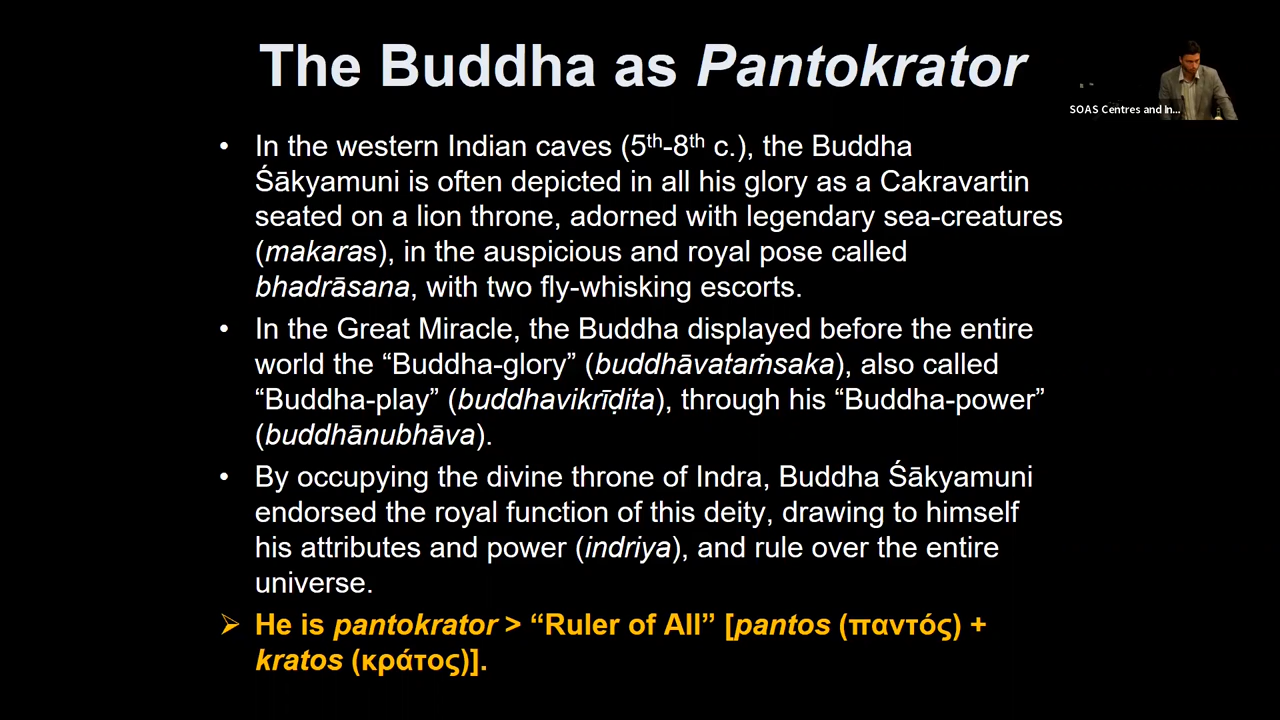 The Buddha as Pantokrator
SOAS Centres and In...
• In the western Indian caves (5th-8th c.), the Buddha
Śākyamuni is often depicted in all his glory as a Cakravartin
seated on a lion throne, adorned with legendary sea-creatures
(makaras), in the auspicious and royal pose called
bhadrāsana, with two fly-whisking escorts.
• In the Great Miracle, the Buddha displayed before the entire
world the “Buddha-glory” (buddhāvataṁsaka), also called
“Buddha-play” (buddhavikrīḍita), through his “Buddha-power”
(buddhānubhāva).
• By occupying the divine throne of Indra, Buddha Śākyamuni
endorsed the royal function of this deity, drawing to himself
his attributes and power (indriya), and rule over the entire
universe.
➢ He is pantokrator > “Ruler of All” [pantos (παντός) +
kratos (κράτος)].